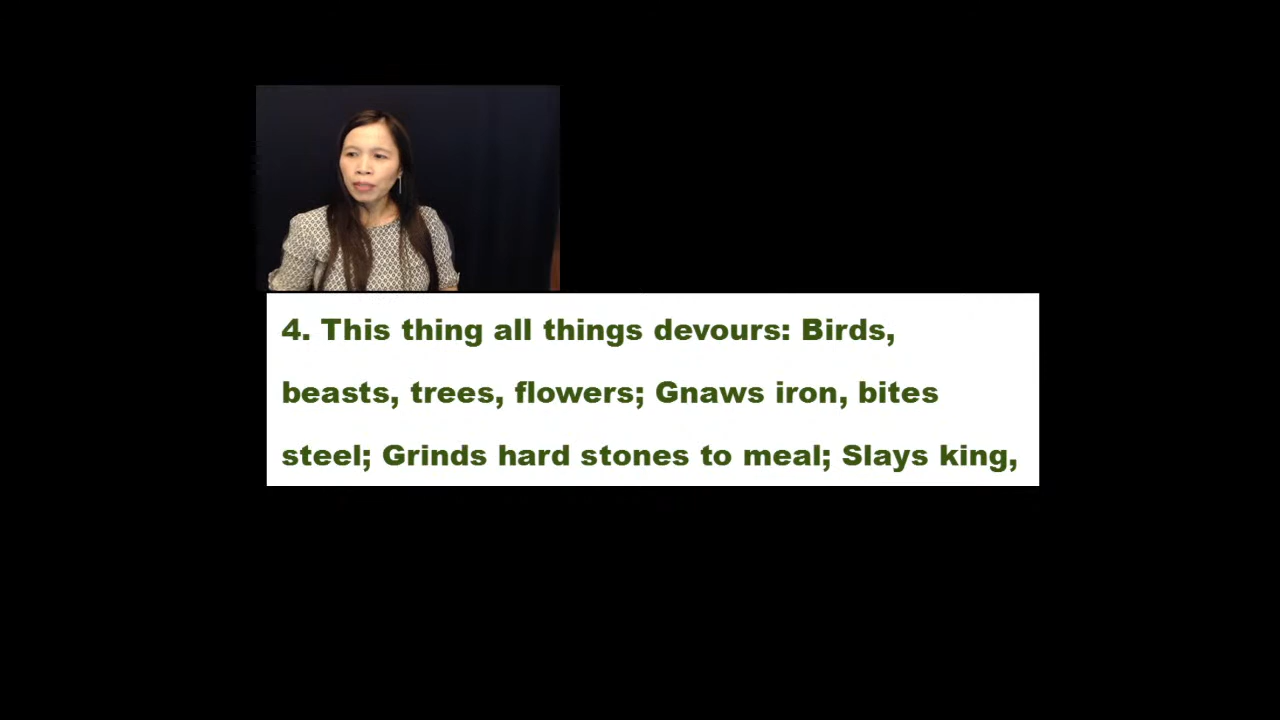 4. This thing all things devours: Birds,
beasts, trees, flowers; Gnaws iron, bites
steel; Grinds hard stones to meal; Slays king,